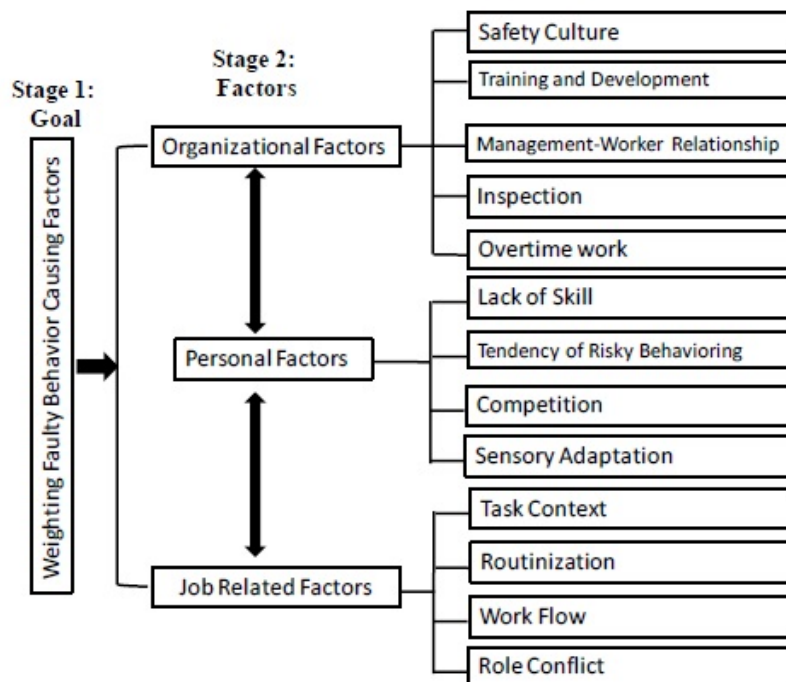 Stage 1:
Goal
Weighting Faulty Behavior Causing Factors
Stage 2:
Factors
Organizational Factors
Personal Factors
Job Related Factors
Safety Culture
Training and Development
Management-Worker Relationship
Inspection
Overtime work
Lack of Skill
Tendency of Risky Behavioring
Competition
Sensory Adaptation
Task Context
Routinization
Work Flow
Role Conflict